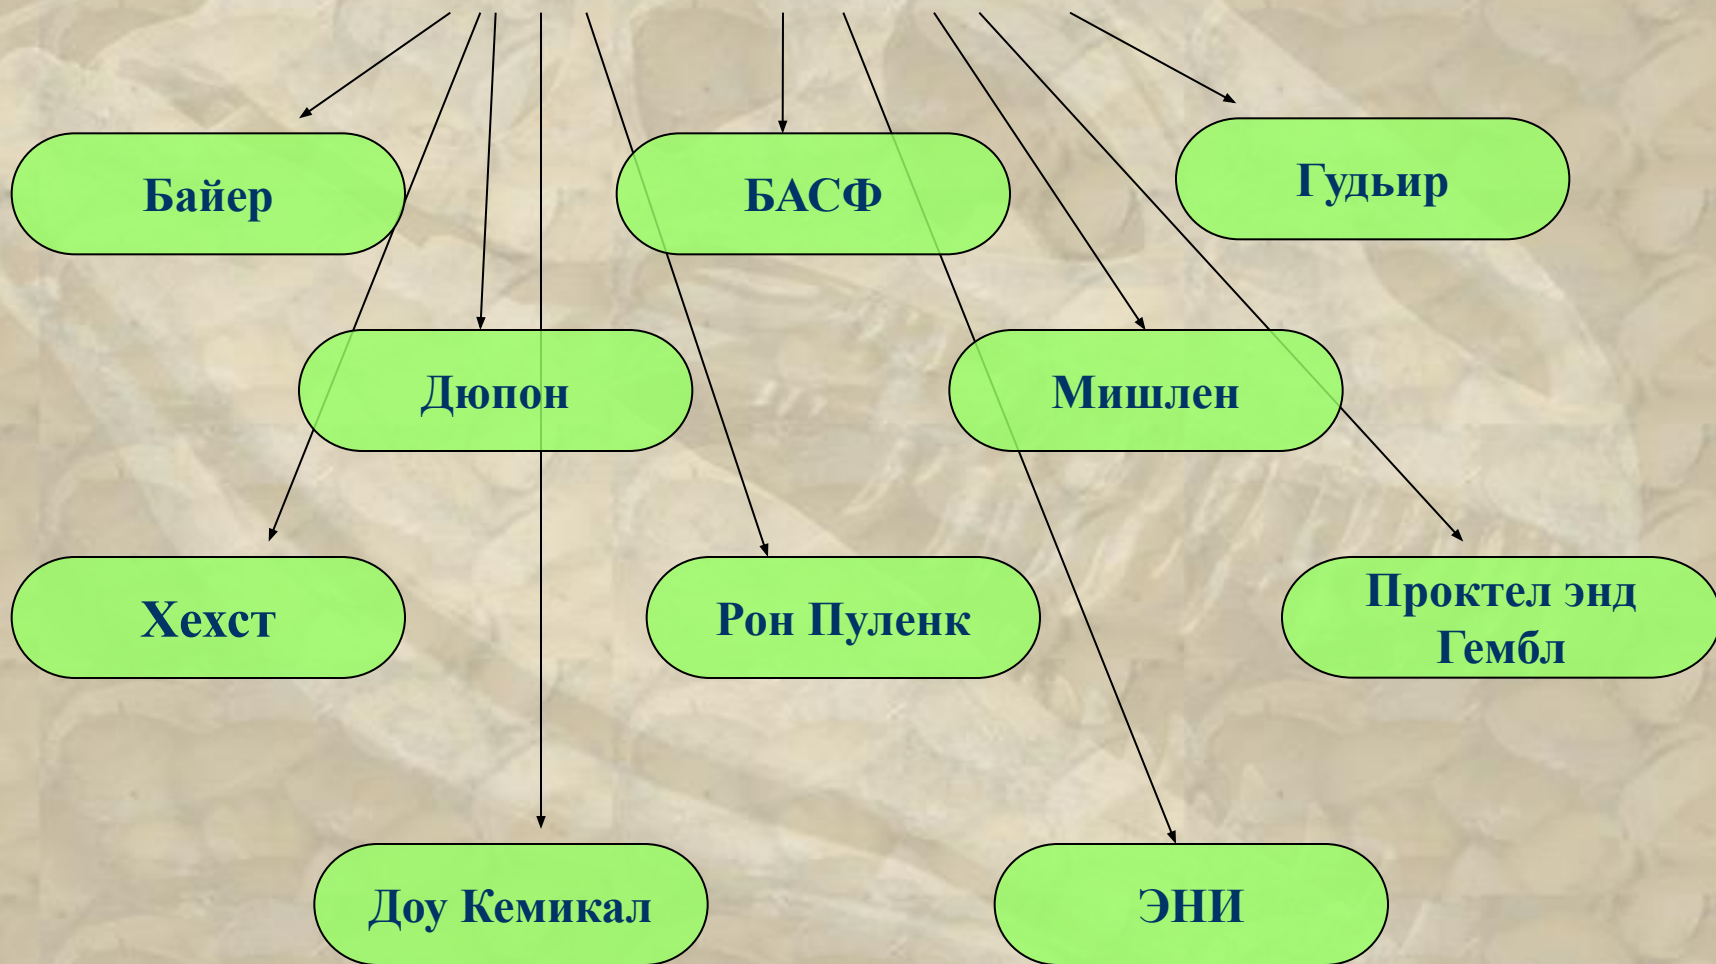 Байер
БАСФ
Гудьир
Дюпон
Мишлен
Хехст
Рон Пуленк
Проктел энд
Гембл
Доу Кемикал
ЭНИ